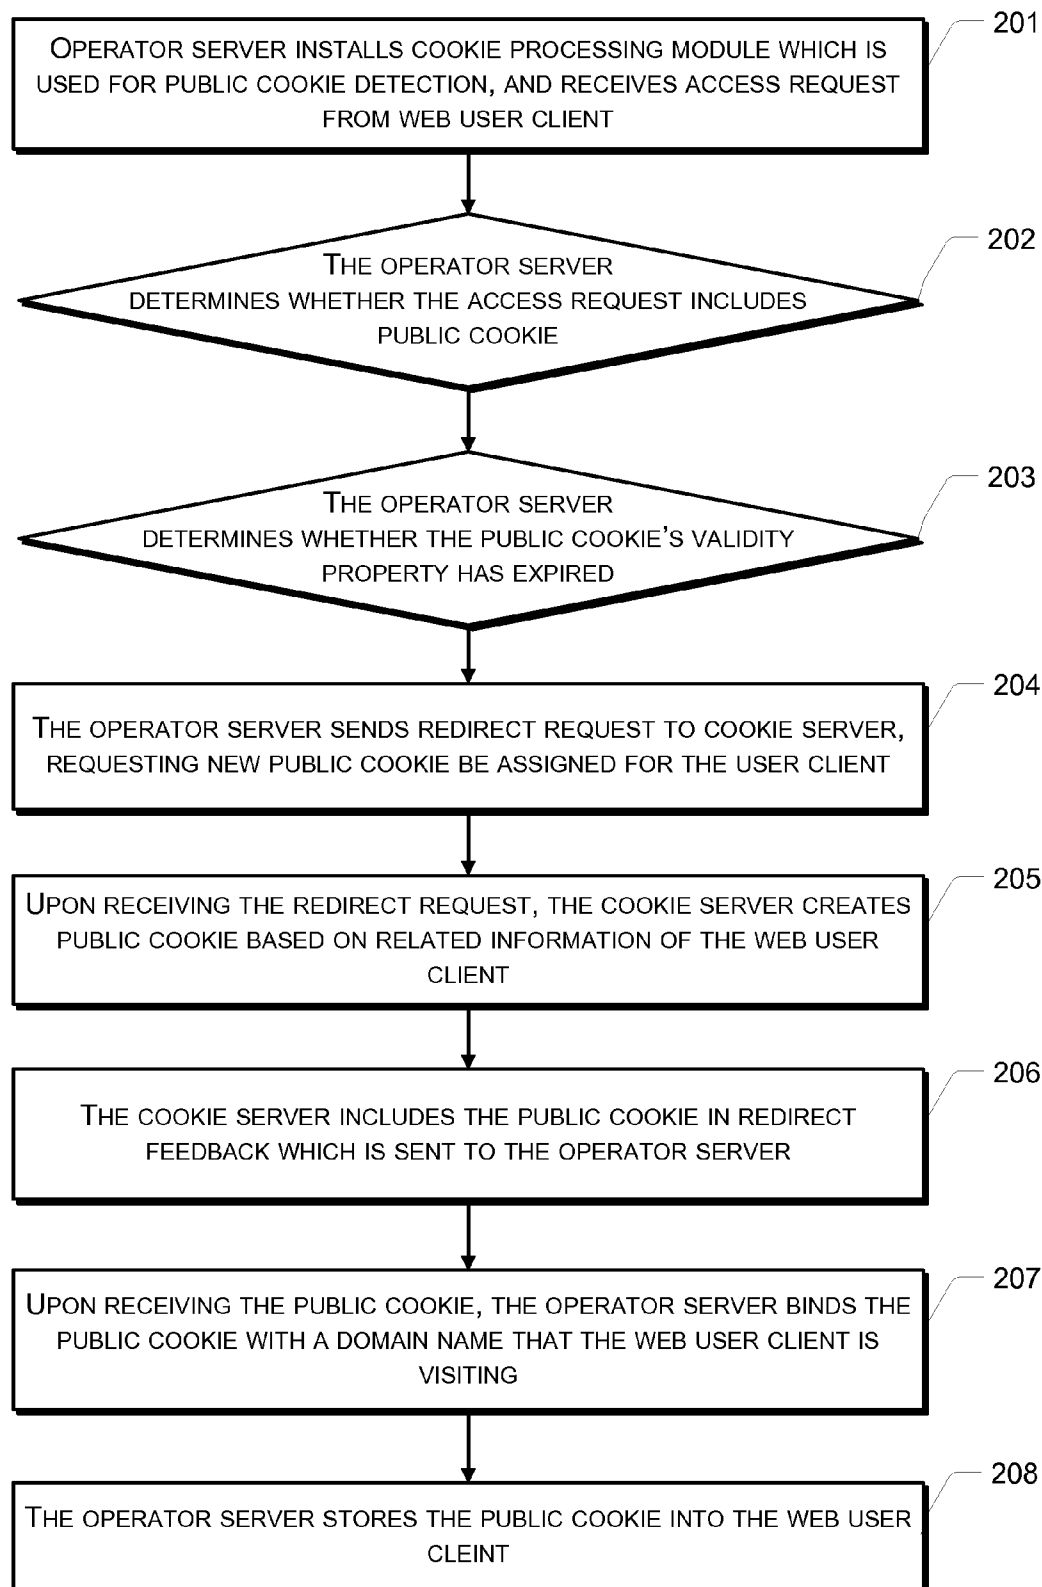 201
OPERATOR SERVER INSTALLS COOKIE PROCESSING MODULE WHICH IS
USED FOR PUBLIC COOKIE DETECTION, AND RECEIVES ACCESS REQUEST
FROM WEB USER CLIENT
202
THE OPERATOR SERVER
DETERMINES WHETHER THE ACCESS REQUEST INCLUDES
PUBLIC COOKIE
203
THE OPERATOR SERVER
DETERMINES WHETHER THE PUBLIC COOKIE'S VALIDITY
PROPERTY HAS EXPIRED
204
THE OPERATOR SERVER SENDS REDIRECT REQUEST TO COOKIE SERVER,
REQUESTING NEW PUBLIC COOKIE BE ASSIGNED FOR THE USER CLIENT
205
UPON RECEIVING THE REDIRECT REQUEST, THE COOKIE SERVER CREATES
PUBLIC COOKIE BASED ON RELATED INFORMATION OF THE WEB USER
CLIENT
206
THE COOKIE SERVER INCLUDES THE PUBLIC COOKIE IN REDIRECT
FEEDBACK WHICH IS SENT TO THE OPERATOR SERVER
207
UPON RECEIVING THE PUBLIC COOKIE, THE OPERATOR SERVER BINDS THE
PUBLIC COOKIE WITH A DOMAIN NAME THAT THE WEB USER CLIENT IS
VISITING
208
THE OPERATOR SERVER STORES THE PUBLIC COOKIE INTO THE WEB USER
CLEINT